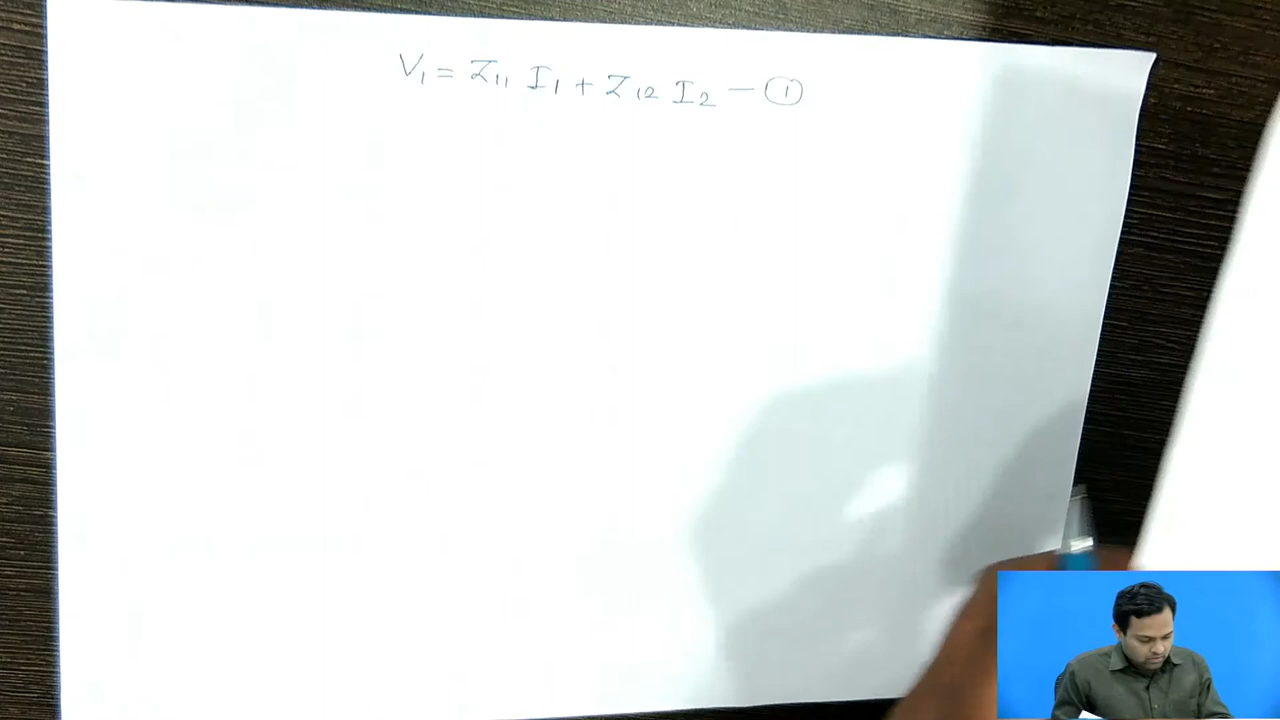 V₁ = Z₁₁ I₁ + Z₁₂ I₂ — ①